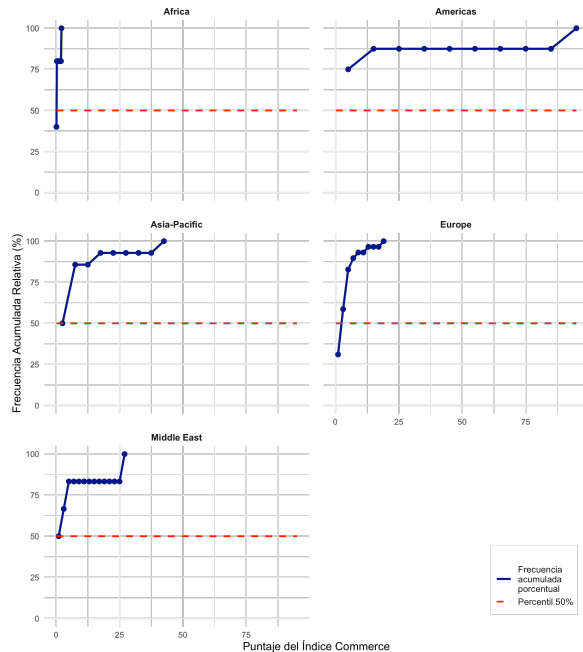 Africa
Americas
100
75
50
25
0
Asia-Pacific
Europe
100
75
50
25
0
0
25
50
75
Middle East
100
75
50
25
0
0
25
50
75
Frecuencia Acumulada Relativa (%)
Puntaje del Índice Commerce
Frecuencia
acumulada
porcentual
Percentil 50%